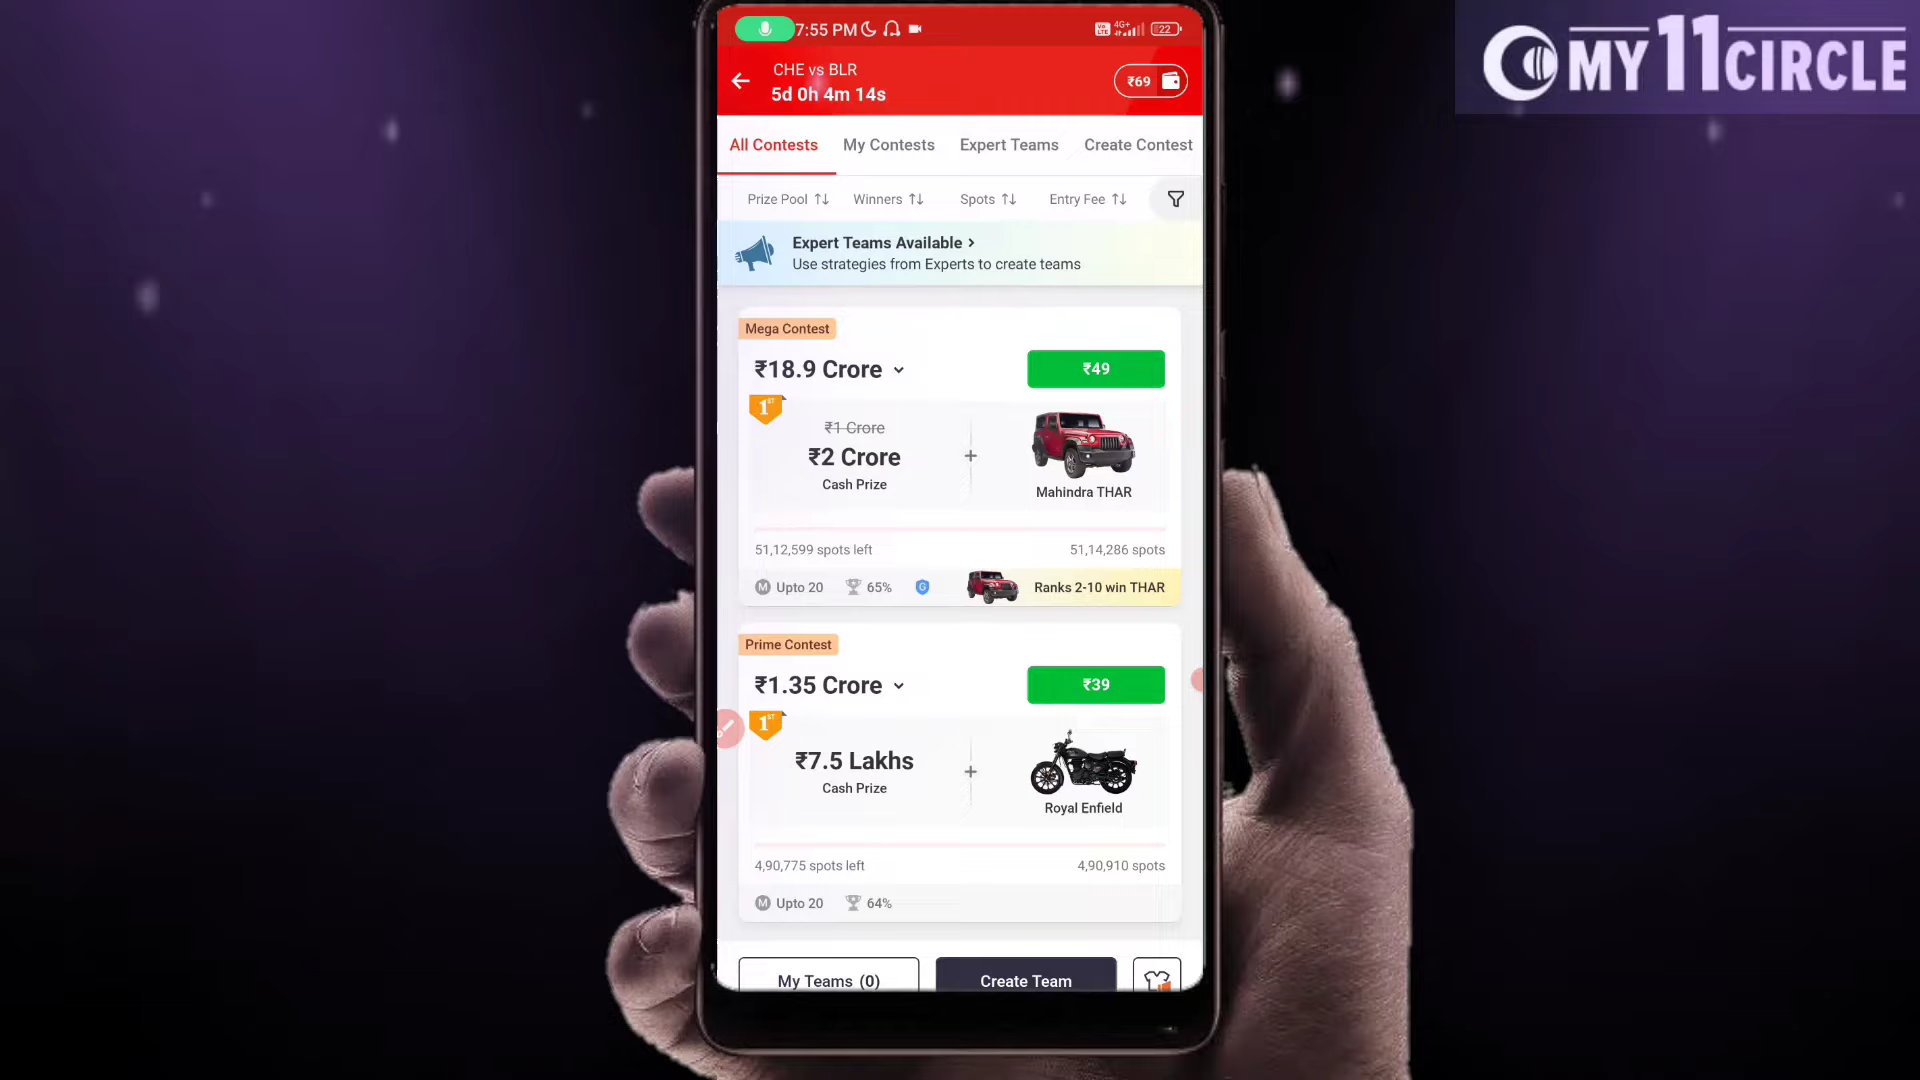 7:55 PM
4G+
22
MY11CIRCLE
CHE vs BLR
5d 0h 4m 14s
₹69
All Contests
My Contests
Expert Teams
Create Contest
Prize Pool
Winners
Spots
Entry Fee
Expert Teams Available
Use strategies from Experts to create teams
Mega Contest
₹18.9 Crore
₹49
1ST
₹1 Crore
₹2 Crore
+
Cash Prize
Mahindra THAR
51,12,599 spots left
51,14,286 spots
M Upto 20
65%
G
Ranks 2-10 win THAR
Prime Contest
₹1.35 Crore
₹39
1ST
₹7.5 Lakhs
+
Cash Prize
Royal Enfield
4,90,775 spots left
4,90,910 spots
M Upto 20
64%
My Teams (0)
Create Team